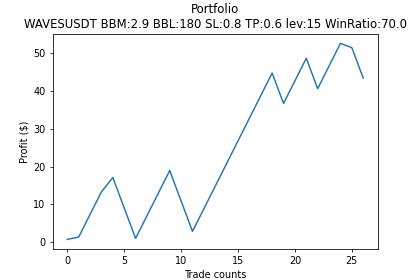 Portfolio
WAVESUSDT BBM:2.9 BBL:180 SL:0.8 TP:0.6 lev:15 WinRatio:70.0
Profit ($)
50
40
30
20
10
0
0 5 10 15 20 25
Trade counts